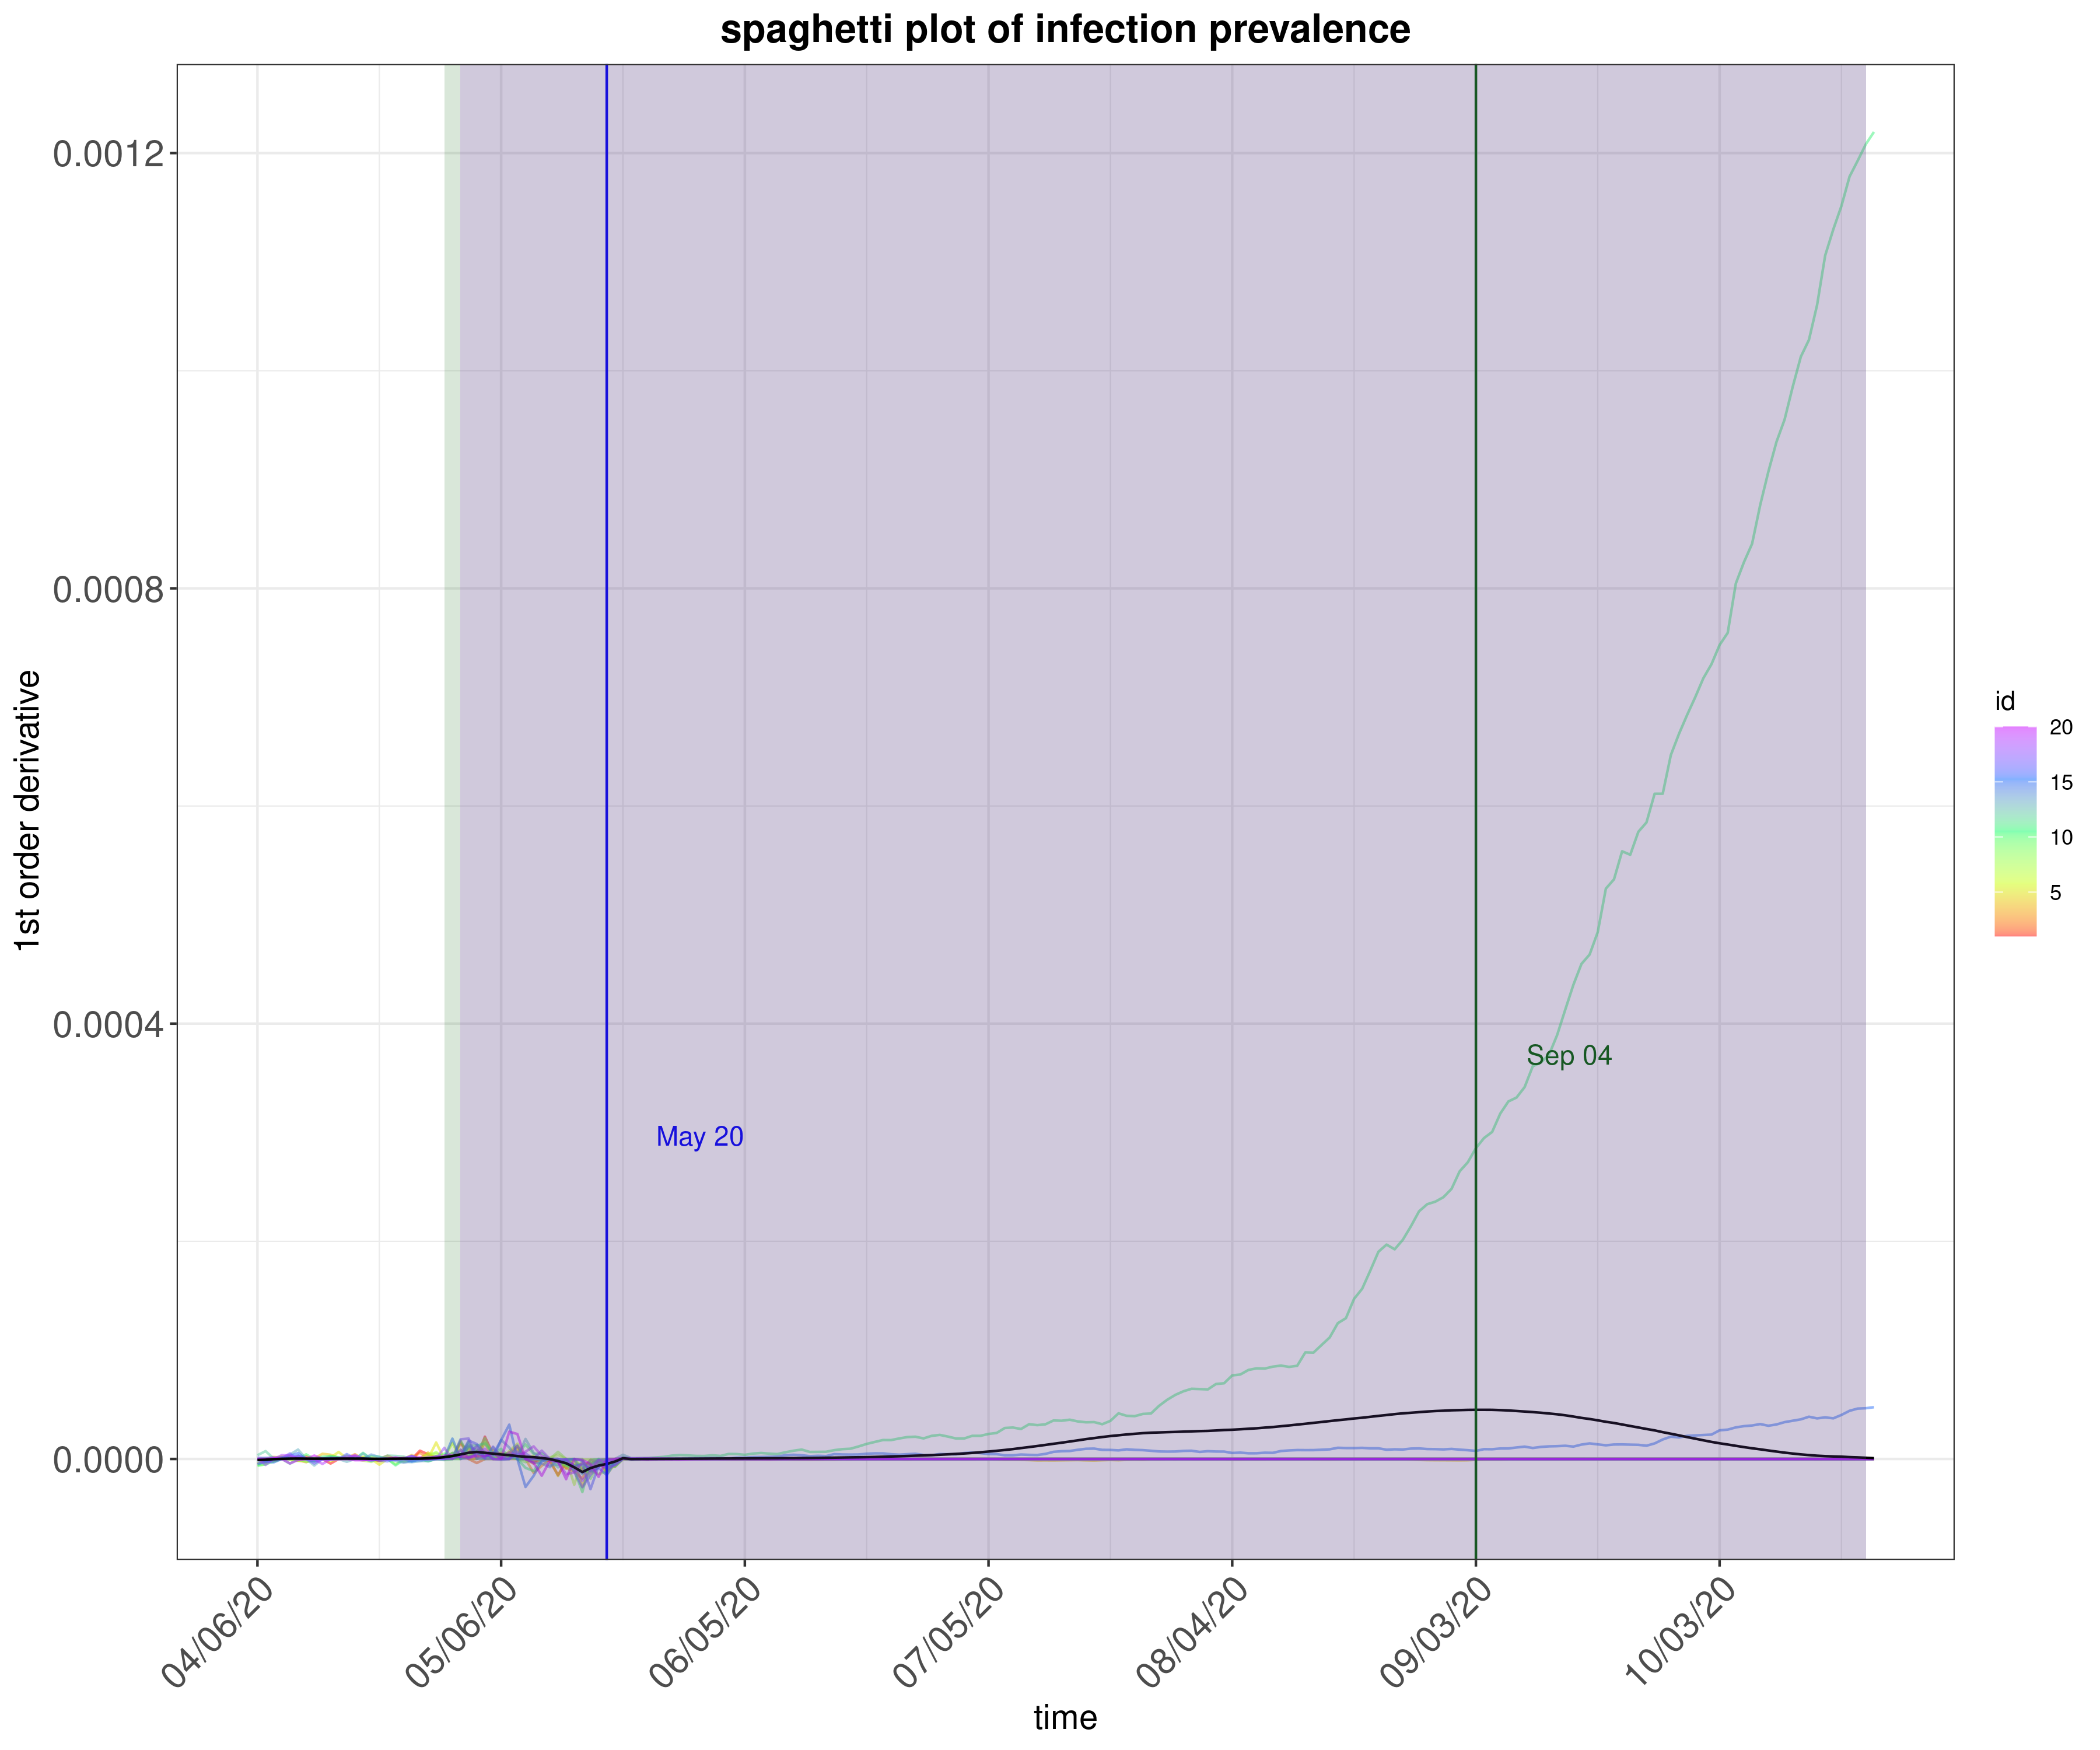 spaghetti plot of infection prevalence
0.0012
0.0008
0.0004
0.0000
1st order derivative
May 20
Sep 04
04/06/20
05/06/20
06/05/20
07/05/20
08/04/20
09/03/20
10/03/20
time
id
20
15
10
5